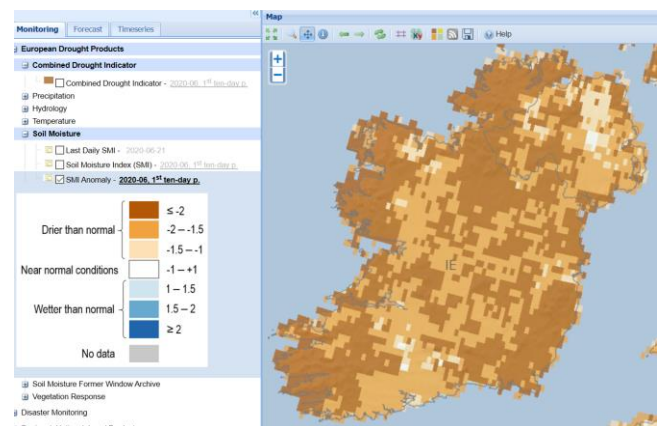 Monitoring
Forecast
Timeseries
European Drought Products
Combined Drought Indicator
Combined Drought Indicator - 2020-06, 1st ten-day p.
Precipitation
Hydrology
Temperature
Soil Moisture
Last Daily SMI - 2020-06-21
Soil Moisture Index (SMI) - 2020-06, 1st ten-day p.
SMI Anomaly - 2020-06, 1st ten-day p.
≤ -2
Drier than normal
-2 – -1.5
-1.5 – -1
Near normal conditions
-1 – +1
1 – 1.5
Wetter than normal
1.5 – 2
≥ 2
No data
Soil Moisture Former Window Archive
Vegetation Response
Disaster Monitoring
Map
Help
+
−
IE